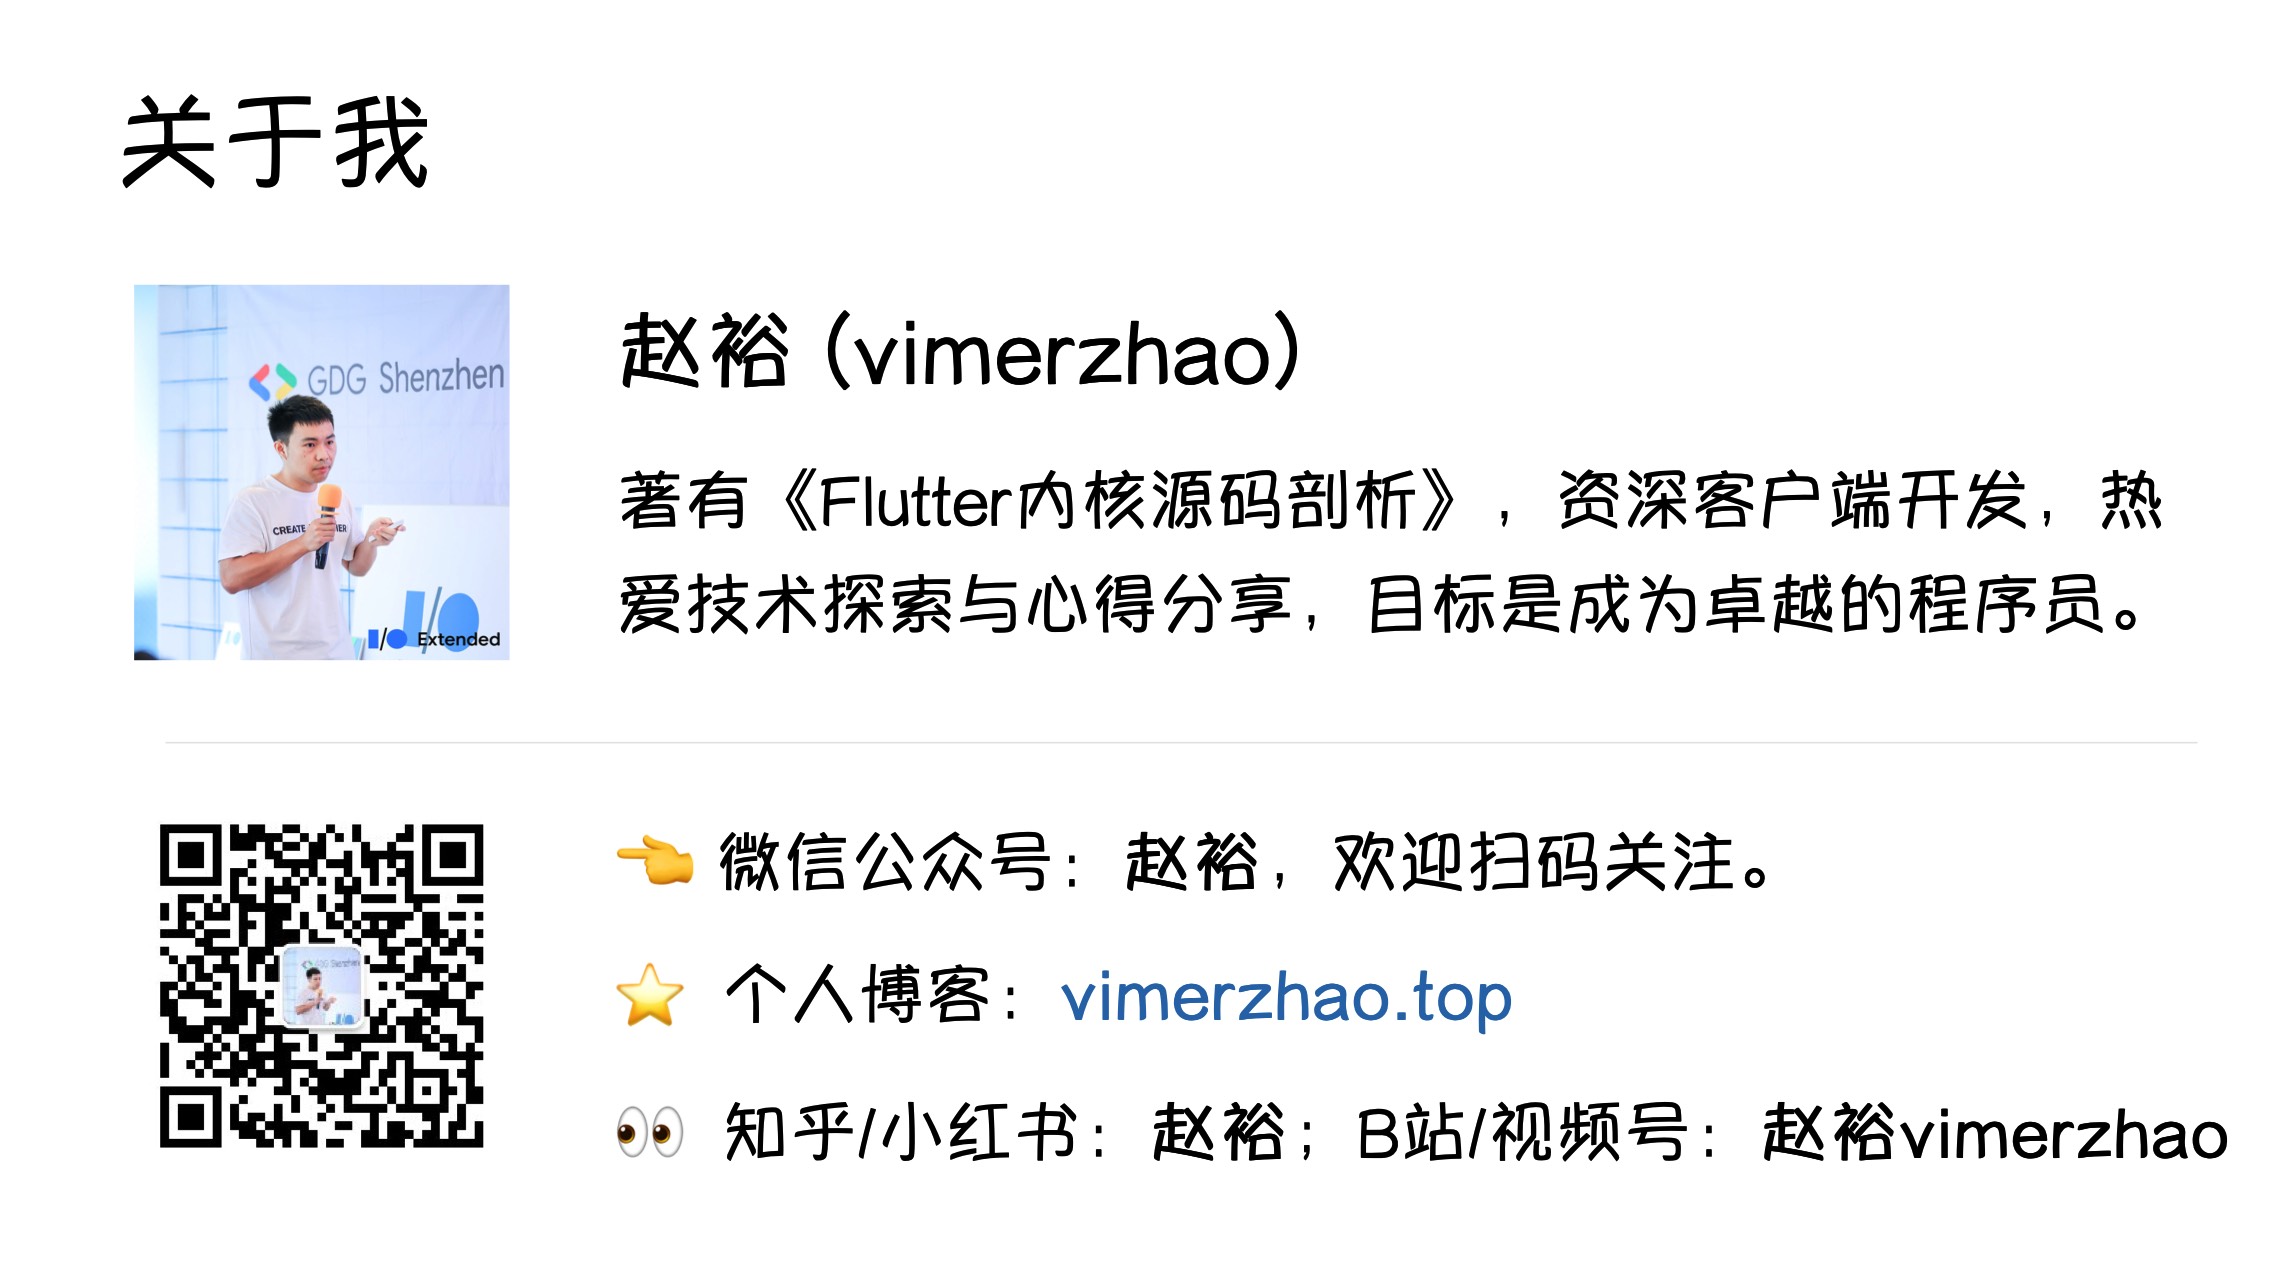 关于我
GDG Shenzhen
CREATE
I/O Extended
赵裕 (vimerzhao)
著有《Flutter内核源码剖析》，资深客户端开发，热
爱技术探索与心得分享，目标是成为卓越的程序员。
👈 微信公众号：赵裕，欢迎扫码关注。
⭐ 个人博客：vimerzhao.top
👀 知乎/小红书：赵裕；B站/视频号：赵裕vimerzhao